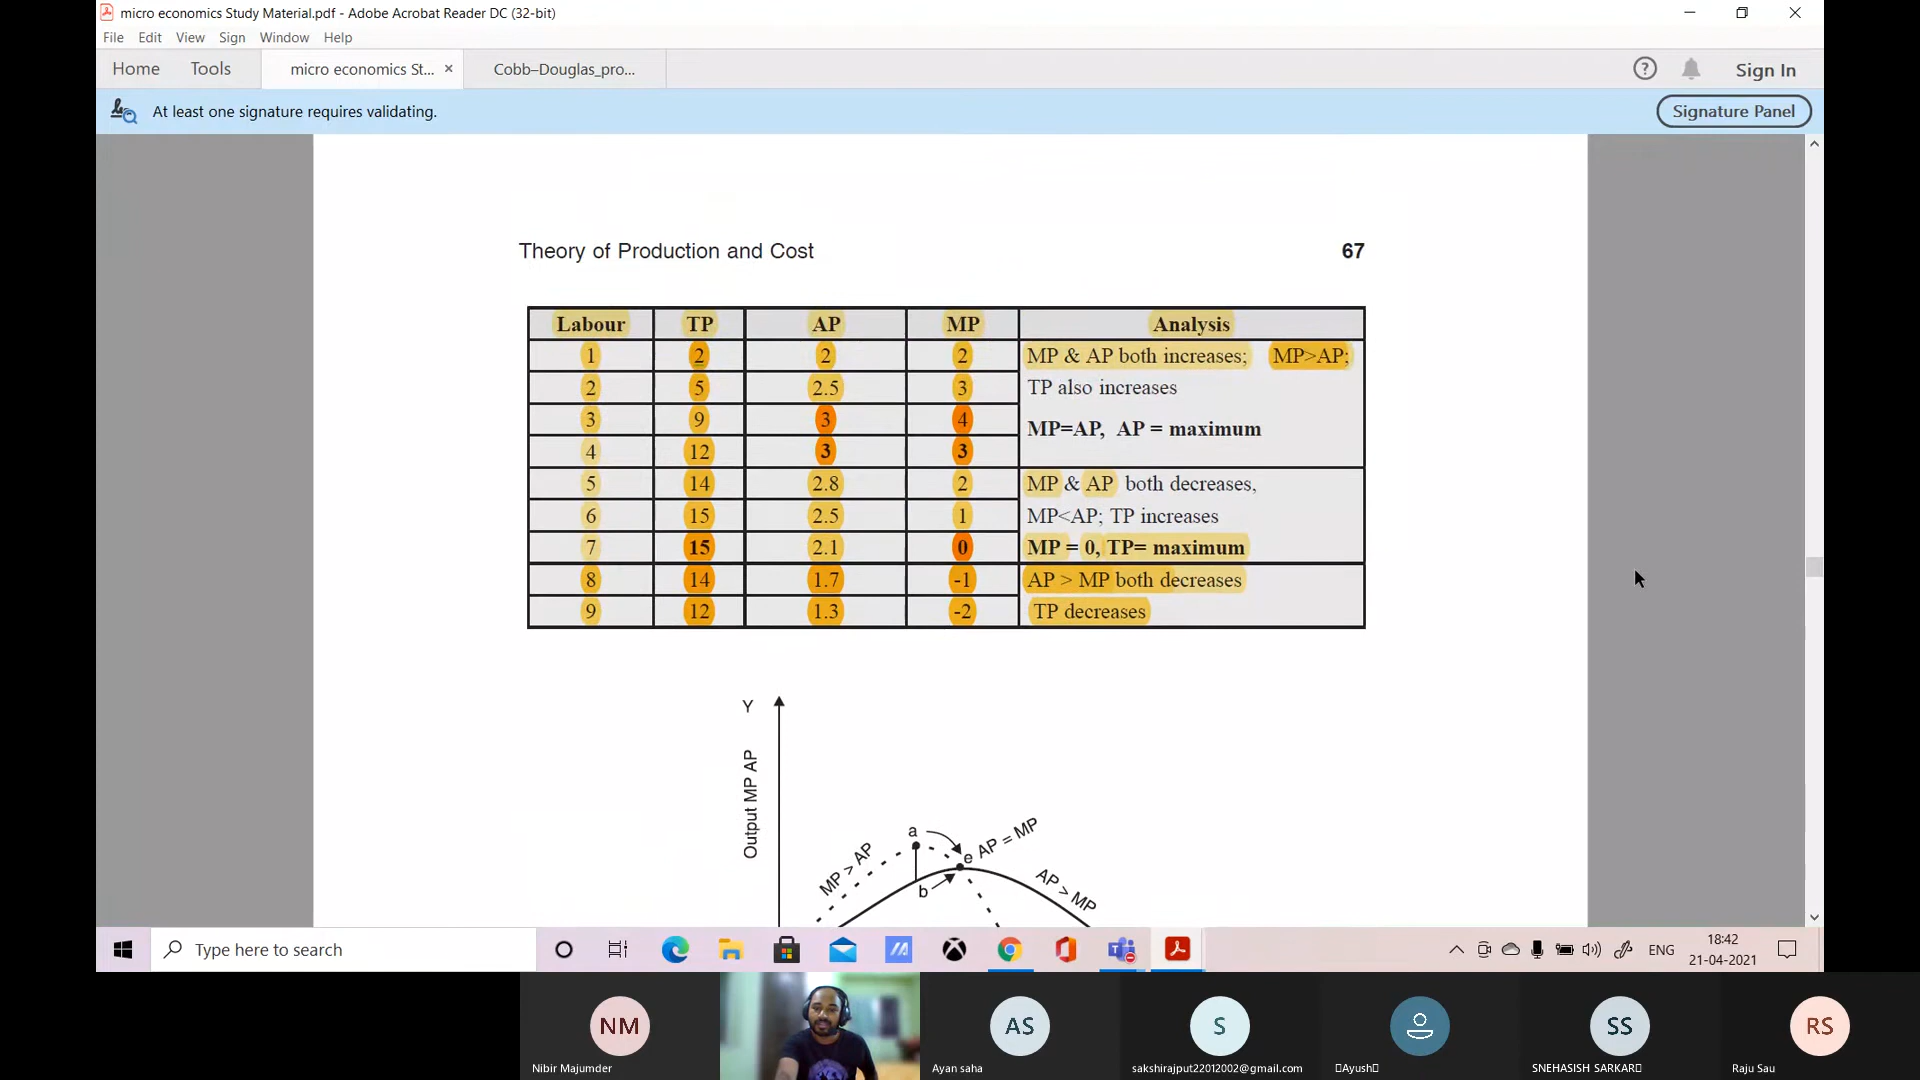 micro economics Study Material.pdf - Adobe Acrobat Reader DC (32-bit)
File Edit View Sign Window Help
Home Tools micro economics St... × Cobb–Douglas_pro... Sign In
At least one signature requires validating. Signature Panel
Theory of Production and Cost 67
Labour TP AP MP Analysis
1 2 2 2 MP & AP both increases; MP>AP;
2 5 2.5 3 TP also increases
3 9 3 4
MP=AP, AP = maximum
4 12 3 3
5 14 2.8 2 MP & AP both decreases,
6 15 2.5 1 MP<AP; TP increases
7 15 2.1 0 MP = 0, TP= maximum
8 14 1.7 -1 AP > MP both decreases
9 12 1.3 -2 TP decreases
Y
Output MP AP
MP > AP
a
e AP = MP
b
AP > MP
Type here to search
ENG
18:42
21-04-2021
NM
AS
S
SS
RS
Nibir Majumder
Ayan saha
sakshirajput22012002@gmail.com
▯Ayush▯
SNEHASISH SARKAR▯
Raju Sau